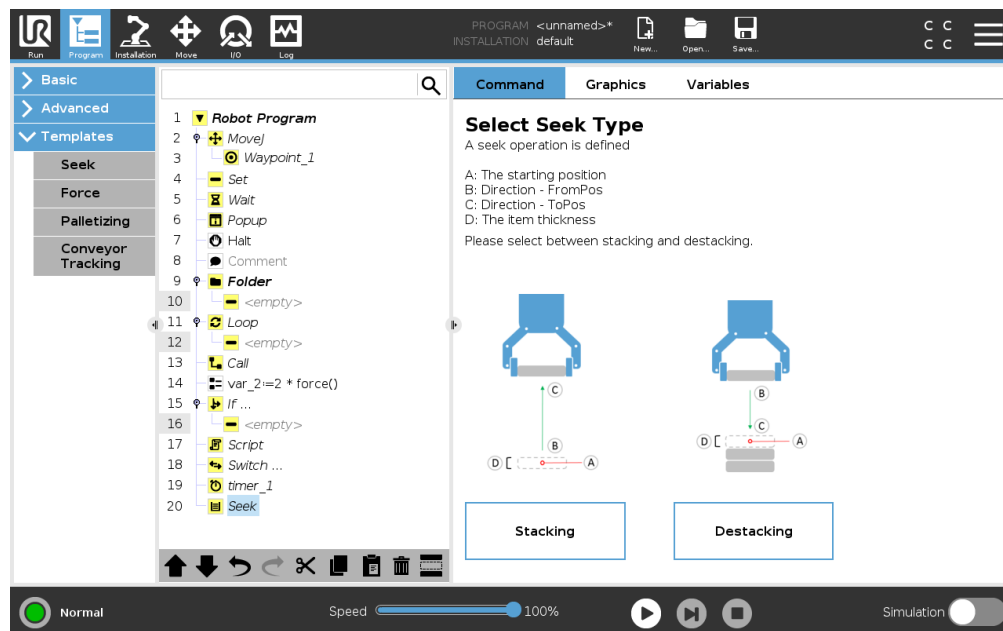 PROGRAM <unnamed>*
INSTALLATION default
C C
C C
UR
Run
Program
Installation
Move
I/O
Log
New...
Open...
Save...
Basic
Advanced
Templates
Seek
Force
Palletizing
Conveyor
Tracking
1 Robot Program
2 MoveJ
3 Waypoint_1
4 Set
5 Wait
6 Popup
7 Halt
8 Comment
9 Folder
10 <empty>
11 Loop
12 <empty>
13 Call
14 var_2:=2 * force()
15 If ...
16 <empty>
17 Script
18 Switch ...
19 timer_1
20 Seek
Command
Graphics
Variables
Select Seek Type
A seek operation is defined
A: The starting position
B: Direction - FromPos
C: Direction - ToPos
D: The item thickness
Please select between stacking and destacking.
C
B
D
A
B
C
D
A
Stacking
Destacking
Normal
Speed
100%
Simulation